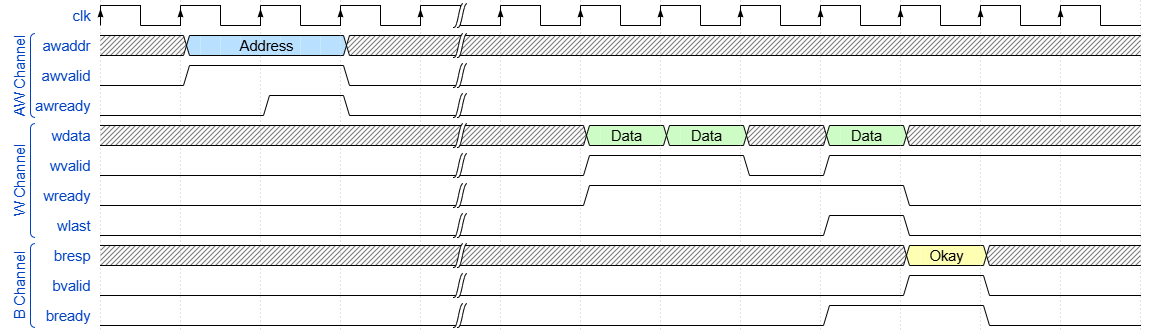 clk
AW Channel
awaddr
Address
awvalid
awready
W Channel
wdata
Data
Data
Data
wvalid
wready
wlast
B Channel
bresp
Okay
bvalid
bready